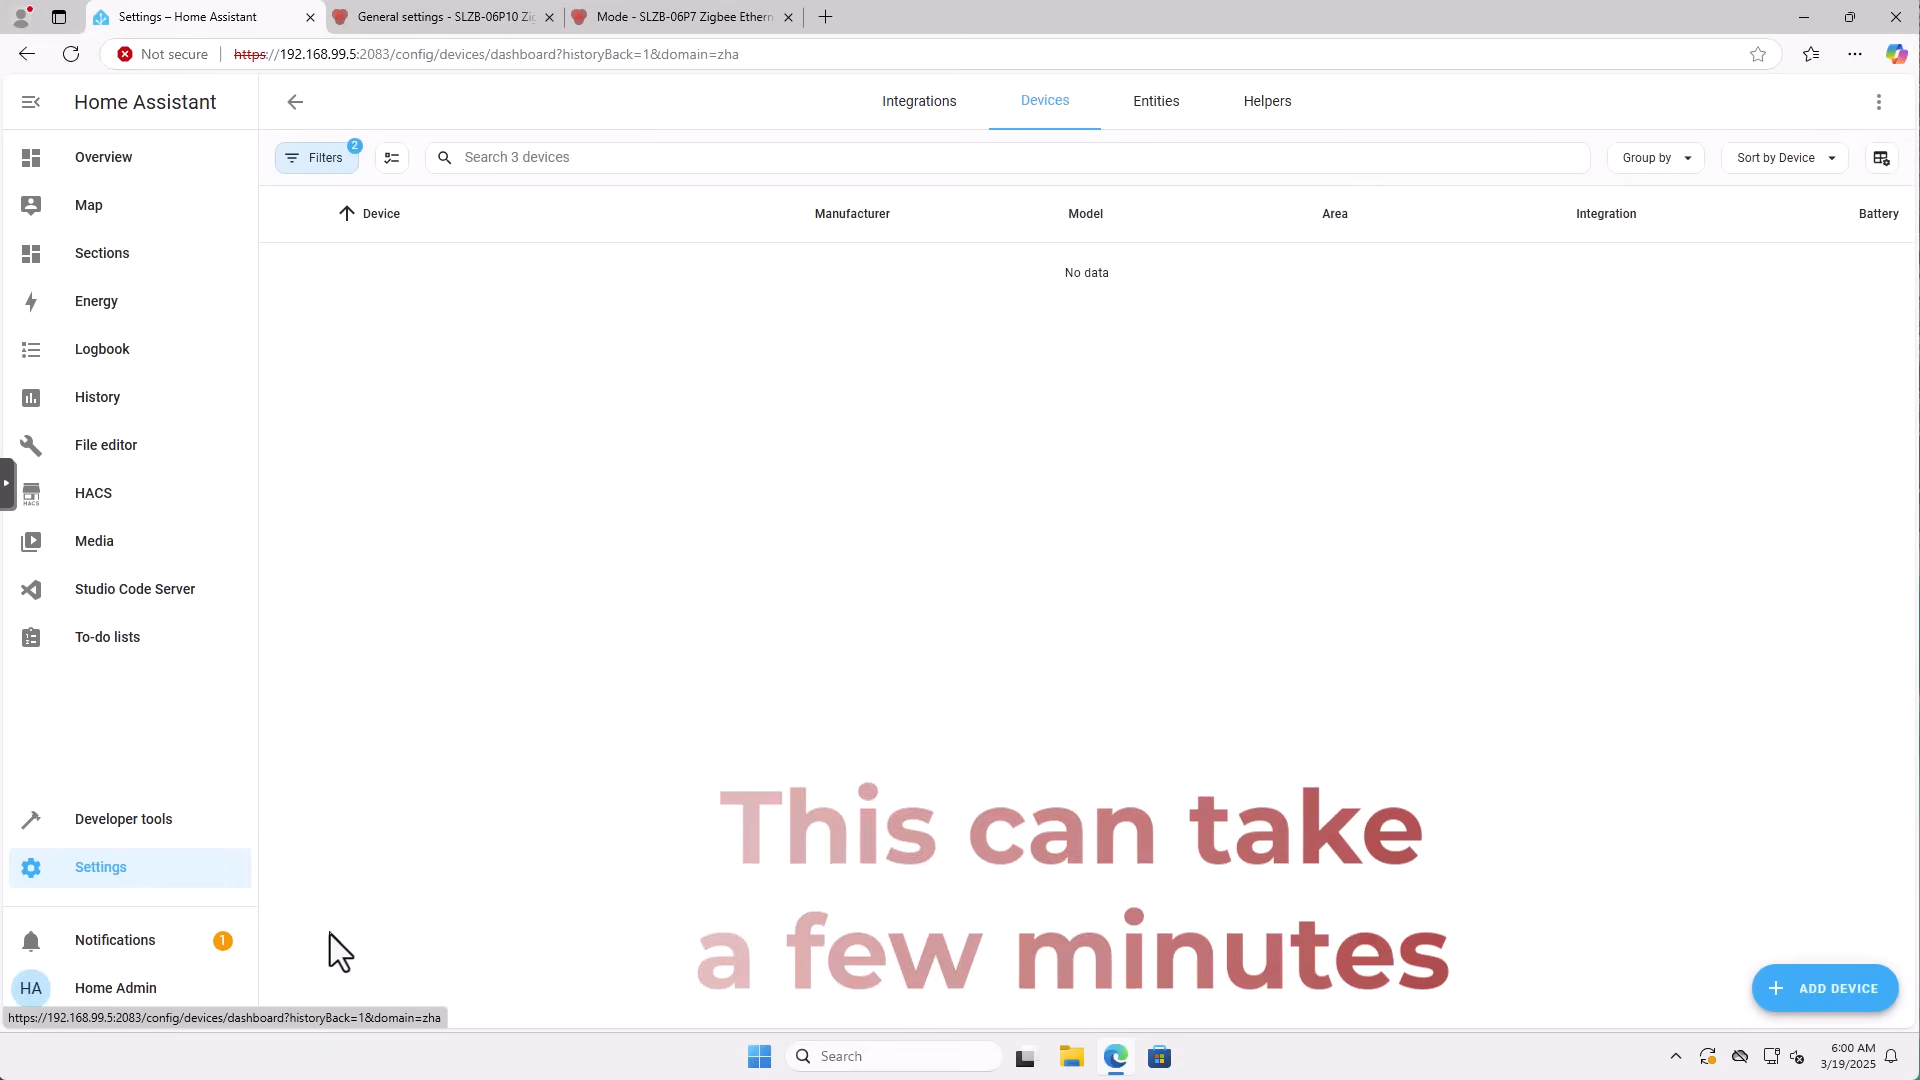 Settings – Home Assistant
General settings - SLZB-06P10 Zig
Mode - SLZB-06P7 Zigbee Ethern
Not secure
https://192.168.99.5:2083/config/devices/dashboard?historyBack=1&domain=zha
Home Assistant
Integrations
Devices
Entities
Helpers
Overview
Filters
2
Search 3 devices
Group by
Sort by Device
Map
Device
Manufacturer
Model
Area
Integration
Battery
Sections
No data
Energy
Logbook
History
File editor
HACS
HACS
Media
Studio Code Server
To-do lists
Developer tools
Settings
This can take
a few minutes
Notifications
1
HA
Home Admin
ADD DEVICE
https://192.168.99.5:2083/config/devices/dashboard?historyBack=1&domain=zha
Search
6:00 AM
3/19/2025